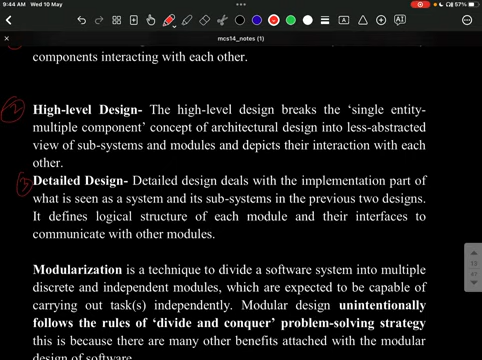 9:44 AM Wed 10 May
57%
mcs14_notes (1)
components interacting with each other.
2
High-level Design- The high-level design breaks the ‘single entity-
multiple component’ concept of architectural design into less-abstracted
view of sub-systems and modules and depicts their interaction with each
other.
3
Detailed Design- Detailed design deals with the implementation part of
what is seen as a system and its sub-systems in the previous two designs.
It defines logical structure of each module and their interfaces to
communicate with other modules.
Modularization is a technique to divide a software system into multiple
discrete and independent modules, which are expected to be capable of
carrying out task(s) independently. Modular design unintentionally
follows the rules of ‘divide and conquer’ problem-solving strategy
this is because there are many other benefits attached with the modular
design of software.